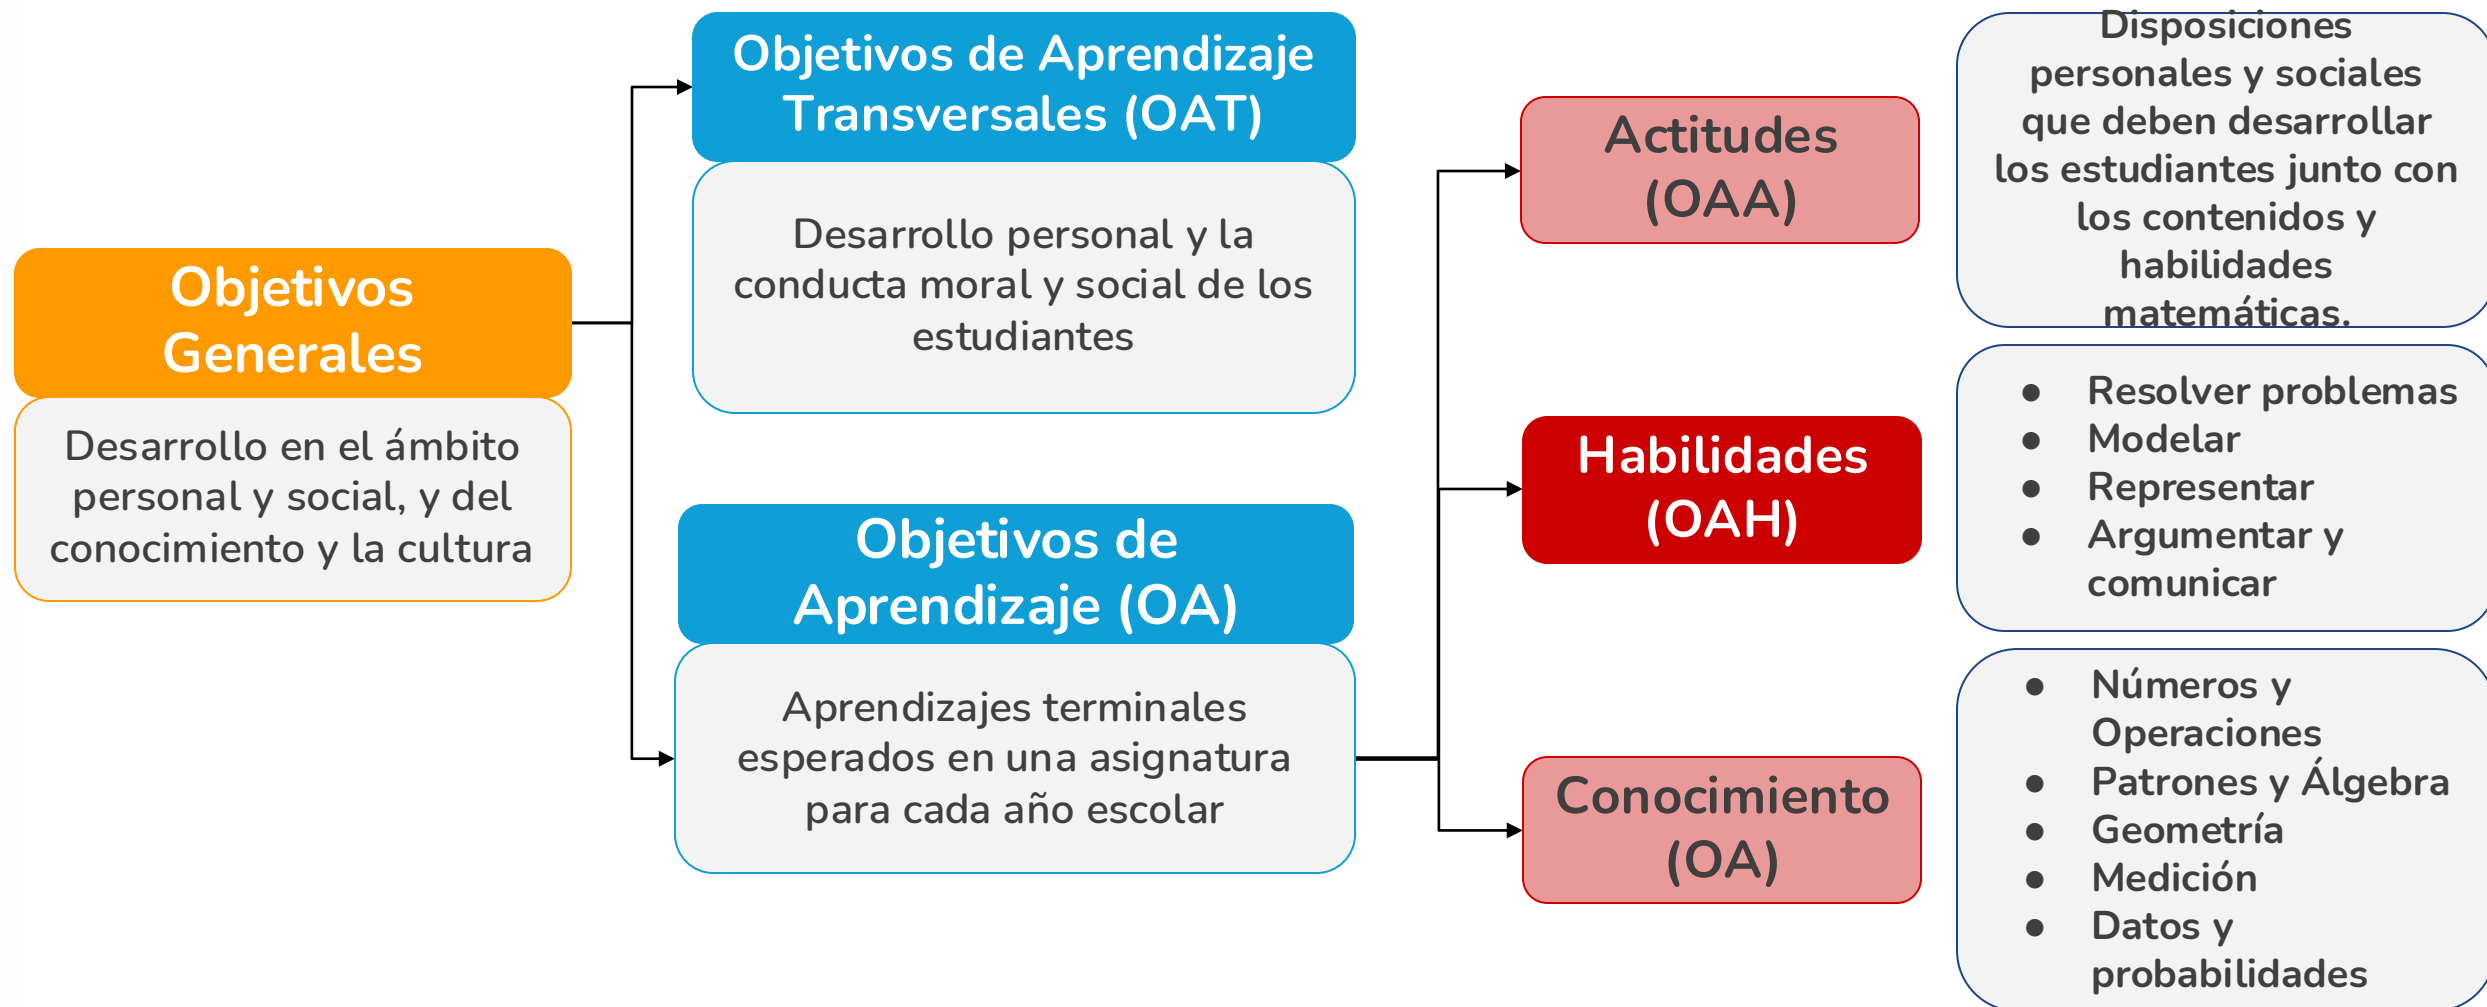 Objetivos
Generales
Desarrollo en el ámbito
personal y social, y del
conocimiento y la cultura
Objetivos de Aprendizaje
Transversales (OAT)
Desarrollo personal y la
conducta moral y social de los
estudiantes
Objetivos de
Aprendizaje (OA)
Aprendizajes terminales
esperados en una asignatura
para cada año escolar
Actitudes
(OAA)
Disposiciones
personales y sociales
que deben desarrollar
los estudiantes junto con
los contenidos y
habilidades
matemáticas.
Habilidades
(OAH)
● Resolver problemas
● Modelar
● Representar
● Argumentar y
comunicar
Conocimiento
(OA)
● Números y
Operaciones
● Patrones y Álgebra
● Geometría
● Medición
● Datos y
probabilidades